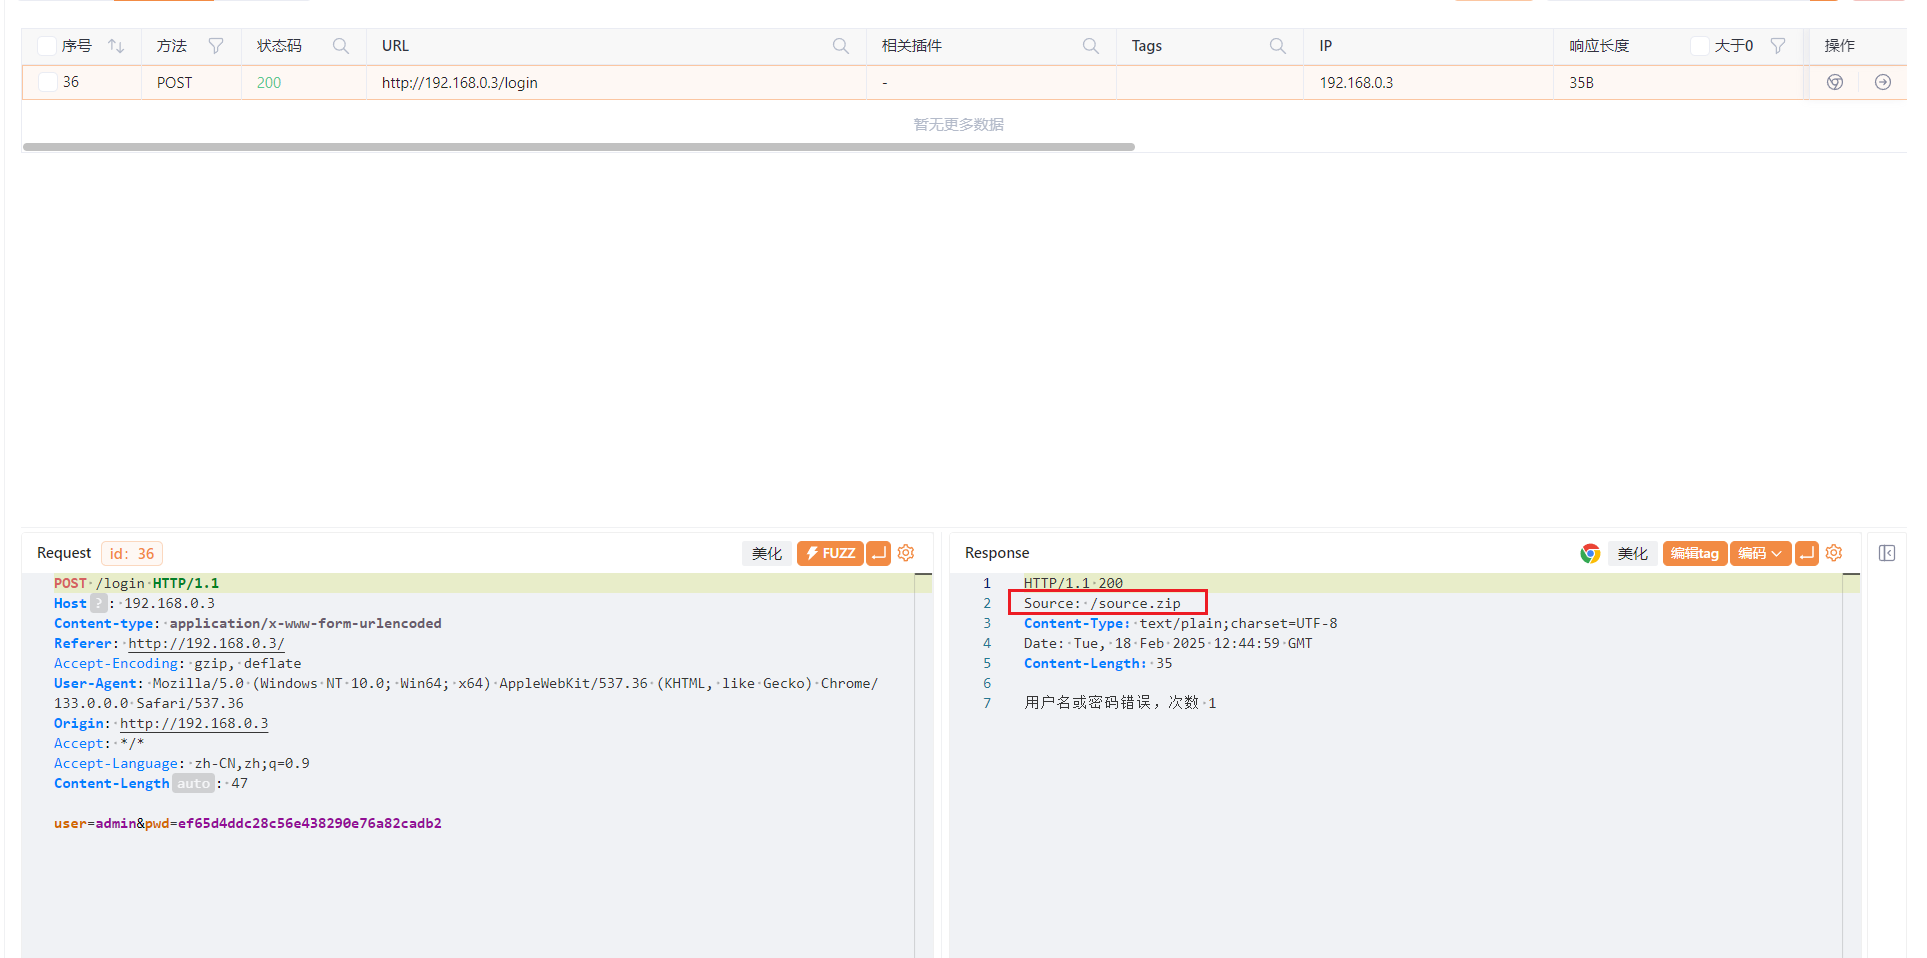 序号 方法 状态码 URL 相关插件 Tags IP 响应长度 大于0 操作
36 POST 200 http://192.168.0.3/login - 192.168.0.3 35B
暂无更多数据
Request id: 36 美化 FUZZ
POST /login HTTP/1.1
Host ? : 192.168.0.3
Content-type: application/x-www-form-urlencoded
Referer: http://192.168.0.3/
Accept-Encoding: gzip, deflate
User-Agent: Mozilla/5.0 (Windows NT 10.0; Win64; x64) AppleWebKit/537.36 (KHTML, like Gecko) Chrome/
133.0.0.0 Safari/537.36
Origin: http://192.168.0.3
Accept: */*
Accept-Language: zh-CN,zh;q=0.9
Content-Length auto : 47
user=admin&pwd=ef65d4ddc28c56e438290e76a82cadb2
Response 美化 编辑tag 编码
1 HTTP/1.1 200
2 Source: /source.zip
3 Content-Type: text/plain;charset=UTF-8
4 Date: Tue, 18 Feb 2025 12:44:59 GMT
5 Content-Length: 35
6
7 用户名或密码错误，次数 1